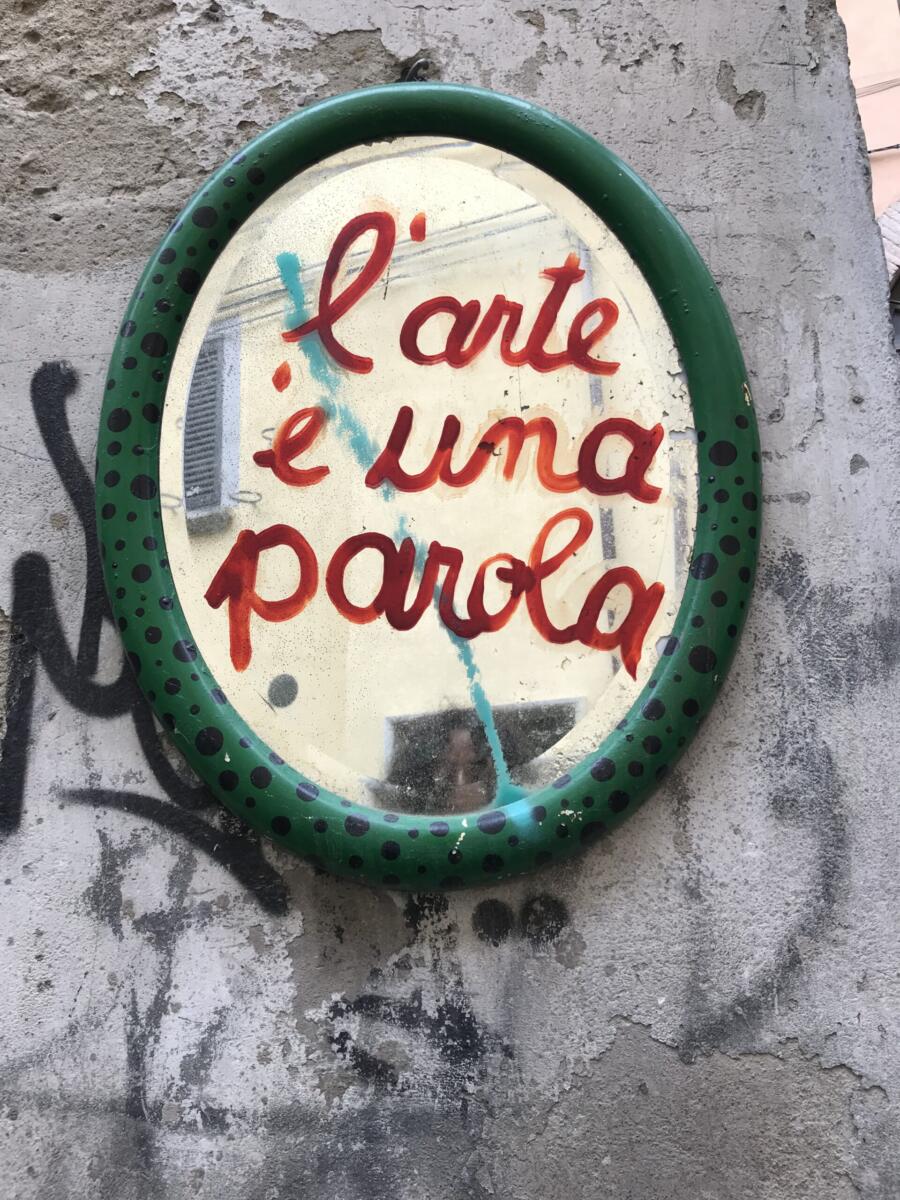 l'arte
è una
parola